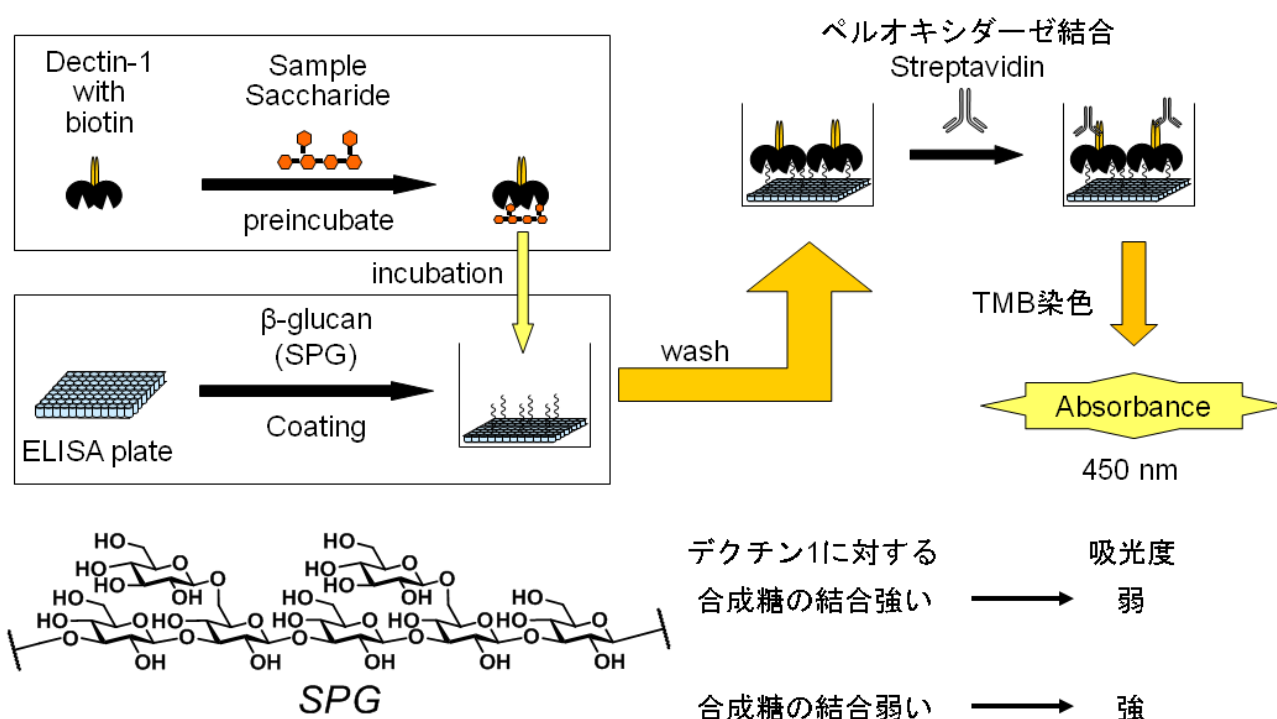 Dectin-1
with
biotin
Sample
Saccharide
preincubate
incubation
β-glucan
(SPG)
Coating
ELISA plate
wash
ペルオキシダーゼ結合
Streptavidin
TMB染色
Absorbance
450 nm
HO
O
HO
HO
OH
O
HO
O
HO
HO
OH
O
HO
HO
O
O
OH
HO
O
O
OH
HO
HO
O
O
OH
HO
O
O
OH
HO
HO
O
OH
SPG
デクチン1に対する 吸光度
合成糖の結合強い 弱
合成糖の結合弱い 強